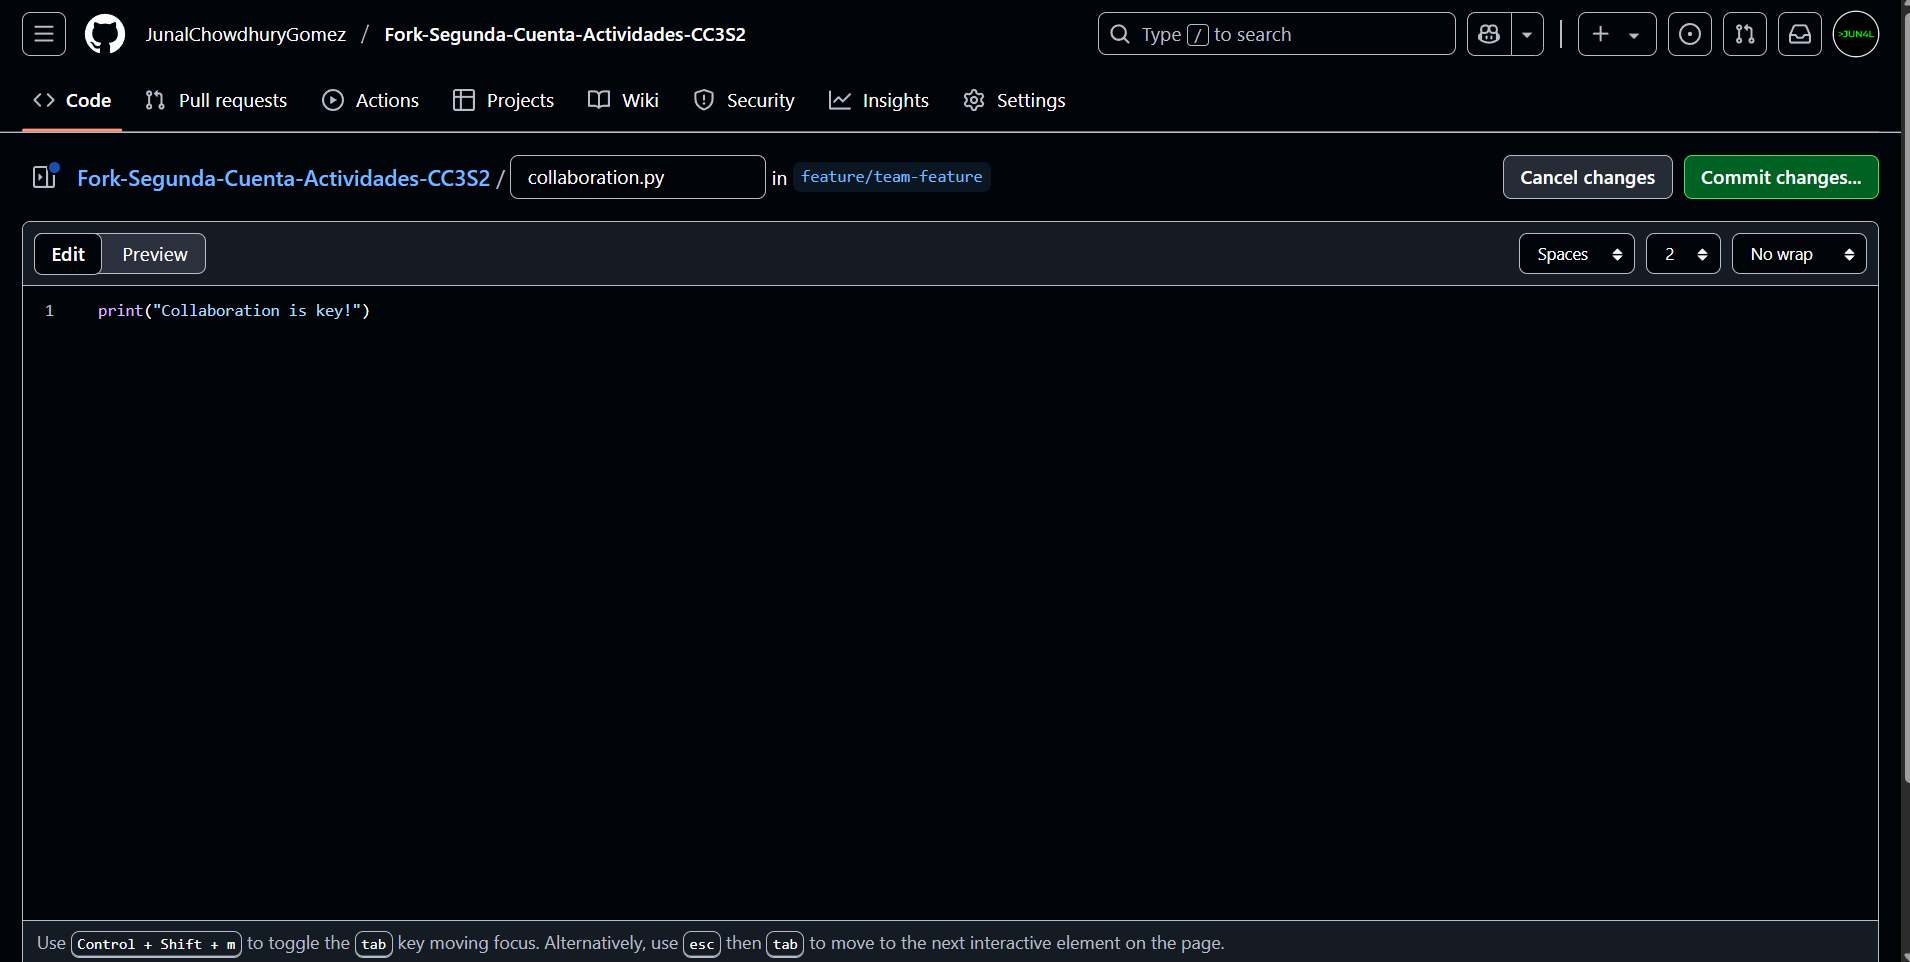 JunalChowdhuryGomez / Fork-Segunda-Cuenta-Actividades-CC3S2
Type / to search
>JUN4L
Code Pull requests Actions Projects Wiki Security Insights Settings
Fork-Segunda-Cuenta-Actividades-CC3S2 / collaboration.py in feature/team-feature
Cancel changes Commit changes...
Edit Preview
Spaces 2 No wrap
1 print("Collaboration is key!")
Use Control + Shift + m to toggle the tab key moving focus. Alternatively, use esc then tab to move to the next interactive element on the page.